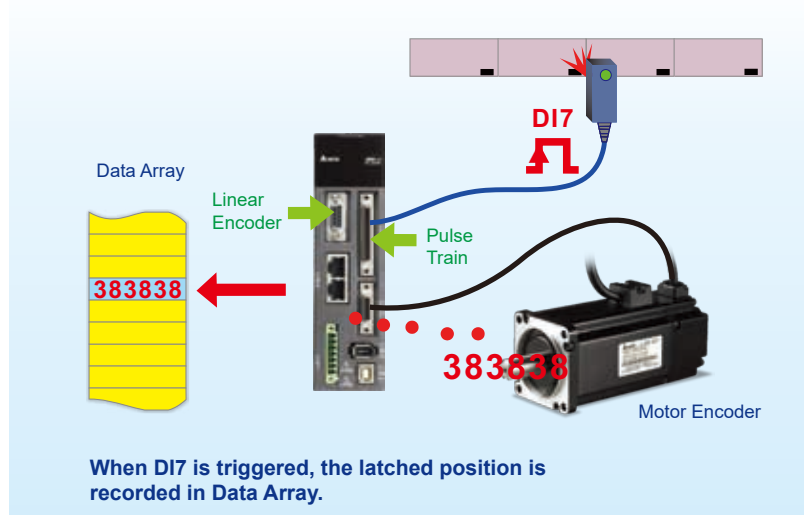 DI7
Data Array
Linear
Encoder
Pulse
Train
383838
383838
Motor Encoder
When DI7 is triggered, the latched position is
recorded in Data Array.